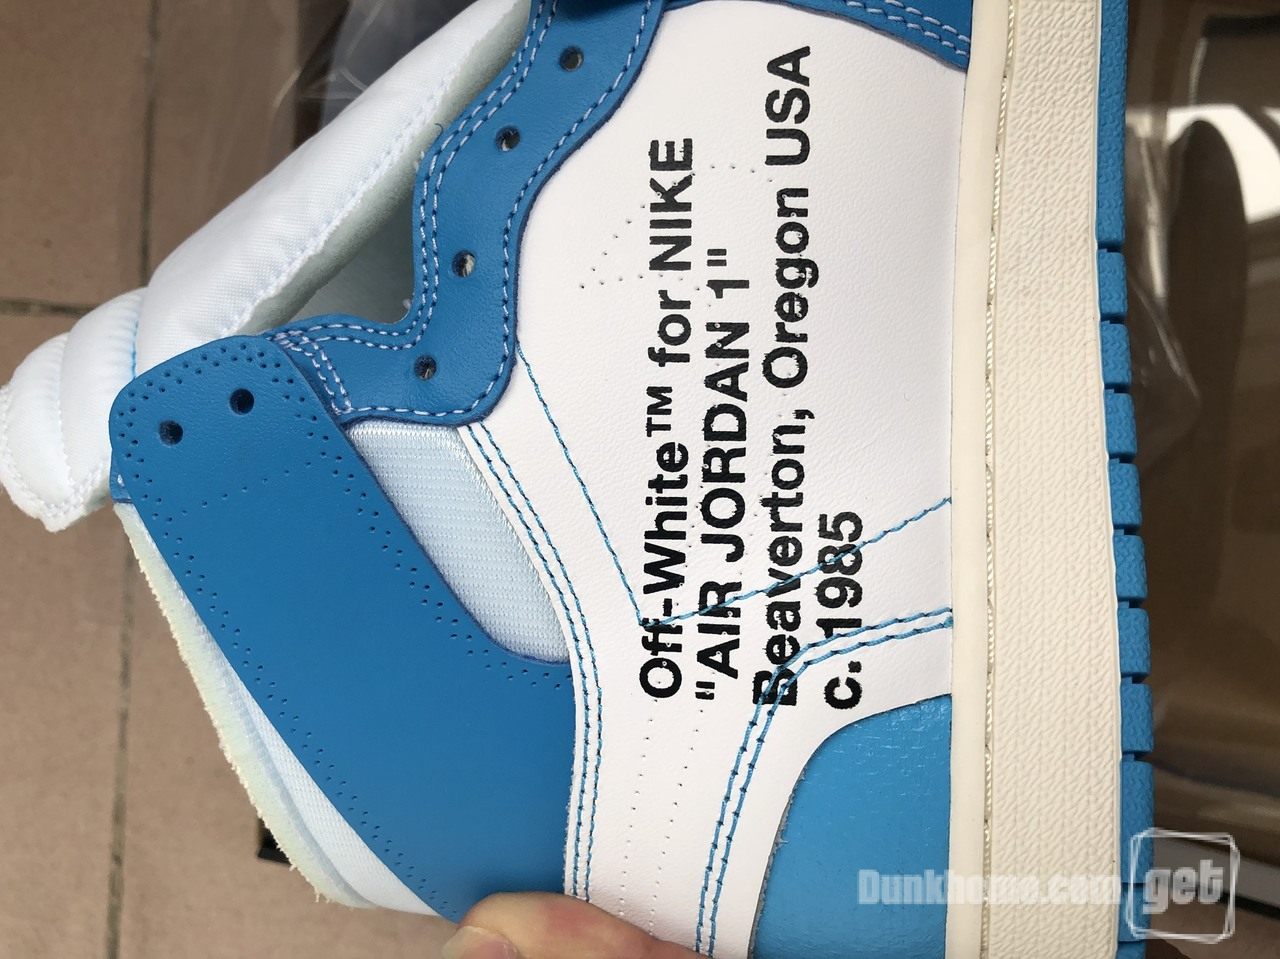 Off-White™ for NIKE
"AIR JORDAN 1"
Beaverton, Oregon USA
c. 1985
Dunkhome.com get